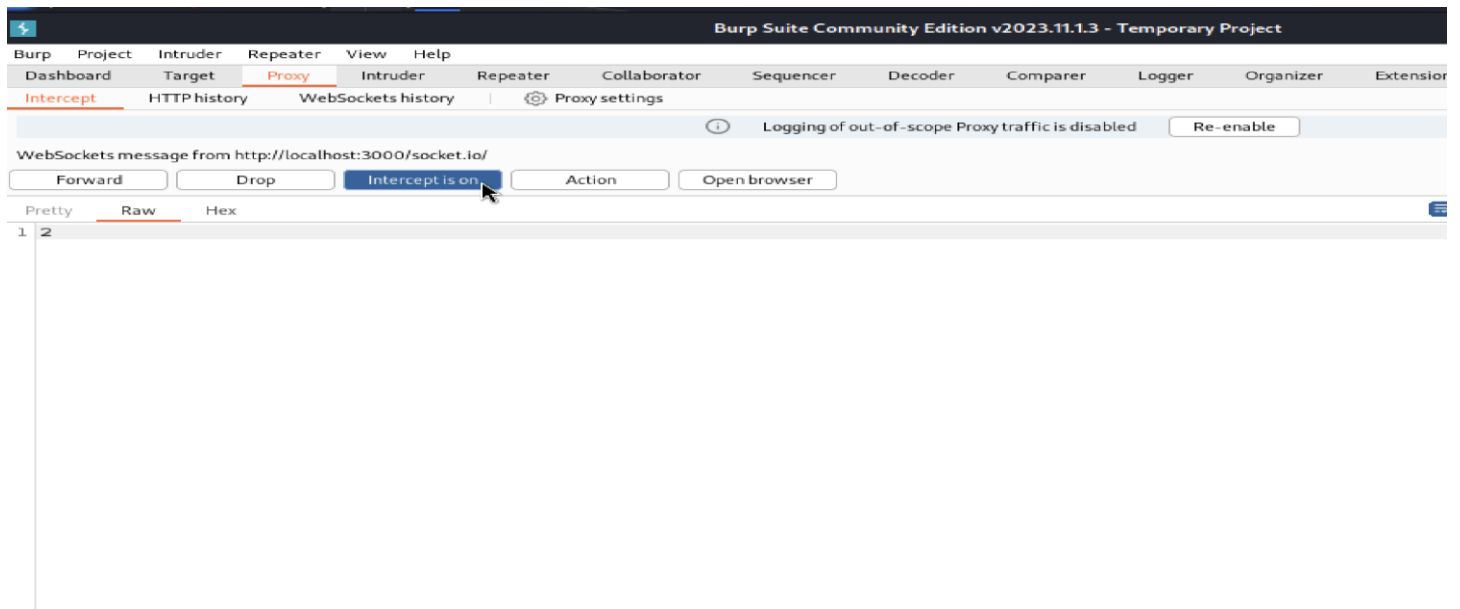 Burp Suite Community Edition v2023.11.1.3 - Temporary Project
Burp Project Intruder Repeater View Help
Dashboard Target Proxy Intruder Repeater Collaborator Sequencer Decoder Comparer Logger Organizer Extension
Intercept HTTP history WebSockets history Proxy settings
Logging of out-of-scope Proxy traffic is disabled Re-enable
WebSockets message from http://localhost:3000/socket.io/
Forward Drop Intercept is on Action Open browser
Pretty Raw Hex
1 2